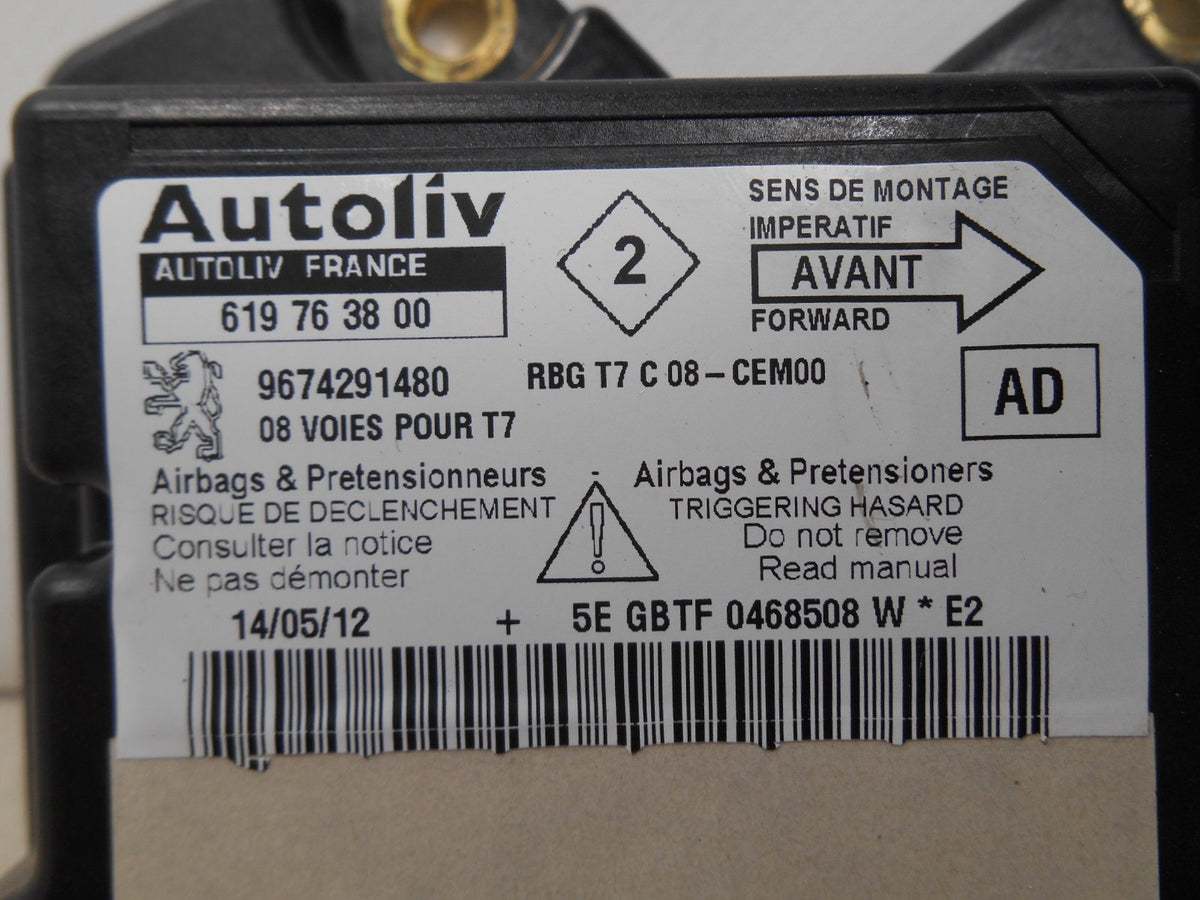 Autoliv
AUTOLIV FRANCE
619 76 38 00
2
SENS DE MONTAGE
IMPERATIF
AVANT
FORWARD
9674291480
RBG T7 C 08 – CEM00
08 VOIES POUR T7
AD
Airbags & Pretensionneurs
RISQUE DE DECLENCHEMENT
Consulter la notice
Ne pas démonter
- Airbags & Pretensioners
TRIGGERING HASARD
Do not remove
Read manual
!
14/05/12 + 5E GBTF 0468508 W * E2